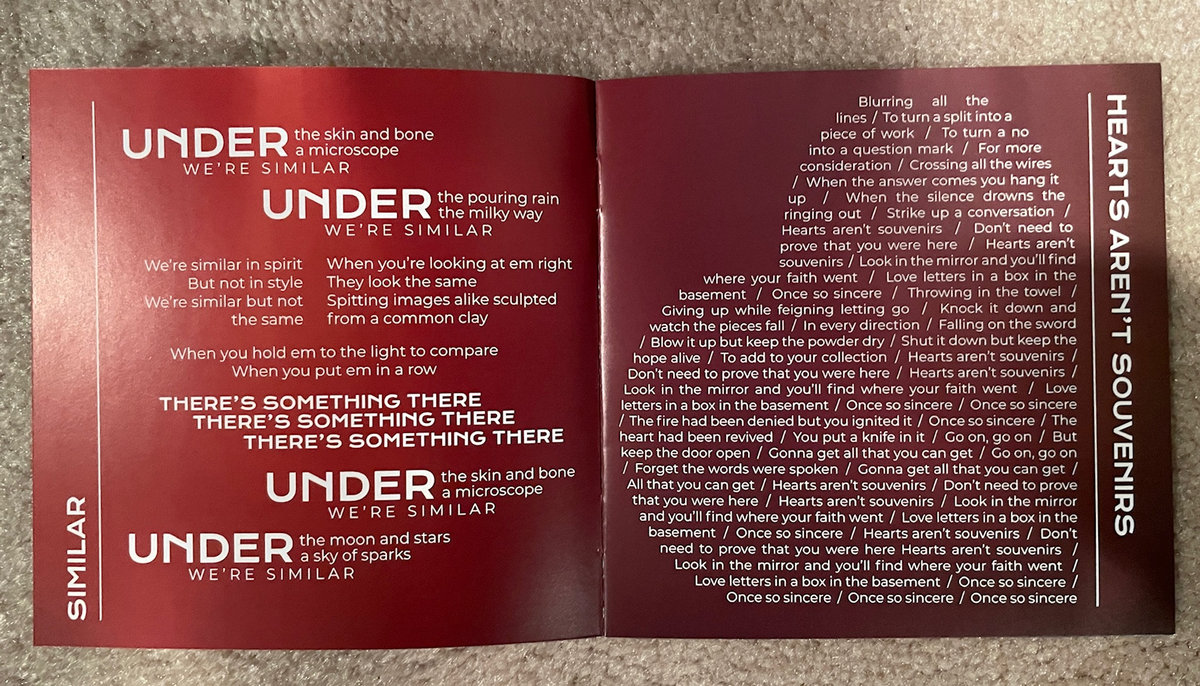 SIMILAR
UNDER the skin and bone
a microscope
WE'RE SIMILAR
UNDER the pouring rain
the milky way
WE'RE SIMILAR
We're similar in spirit
But not in style
We're similar but not
the same
When you're looking at em right
They look the same
Spitting images alike sculpted
from a common clay
When you hold em to the light to compare
When you put em in a row
THERE'S SOMETHING THERE
THERE'S SOMETHING THERE
THERE'S SOMETHING THERE
UNDER the skin and bone
a microscope
WE'RE SIMILAR
UNDER the moon and stars
a sky of sparks
WE'RE SIMILAR
HEARTS AREN'T SOUVENIRS
Blurring all the
lines / To turn a split into a
piece of work / To turn a no
into a question mark / For more
consideration / Crossing all the wires
/ When the answer comes you hang it
up / When the silence drowns the
ringing out / Strike up a conversation /
Hearts aren't souvenirs / Don't need to
prove that you were here / Hearts aren't
souvenirs / Look in the mirror and you'll find
where your faith went / Love letters in a box in the
basement / Once so sincere / Throwing in the towel /
Giving up while feigning letting go / Knock it down and
watch the pieces fall / In every direction / Falling on the sword
/ Blow it up but keep the powder dry / Shut it down but keep the
hope alive / To add to your collection / Hearts aren't souvenirs /
Don't need to prove that you were here / Hearts aren't souvenirs /
Look in the mirror and you'll find where your faith went / Love
letters in a box in the basement / Once so sincere / Once so sincere
/ The fire had been denied but you ignited it / Once so sincere / The
heart had been revived / You put a knife in it / Go on, go on / But
keep the door open / Gonna get all that you can get / Go on, go on
/ Forget the words were spoken / Gonna get all that you can get /
All that you can get / Hearts aren't souvenirs / Don't need to prove
that you were here / Hearts aren't souvenirs / Look in the mirror
and you'll find where your faith went / Love letters in a box in the
basement / Once so sincere / Hearts aren't souvenirs / Don't
need to prove that you were here Hearts aren't souvenirs /
Look in the mirror and you'll find where your faith went /
Love letters in a box in the basement / Once so sincere /
Once so sincere / Once so sincere / Once so sincere